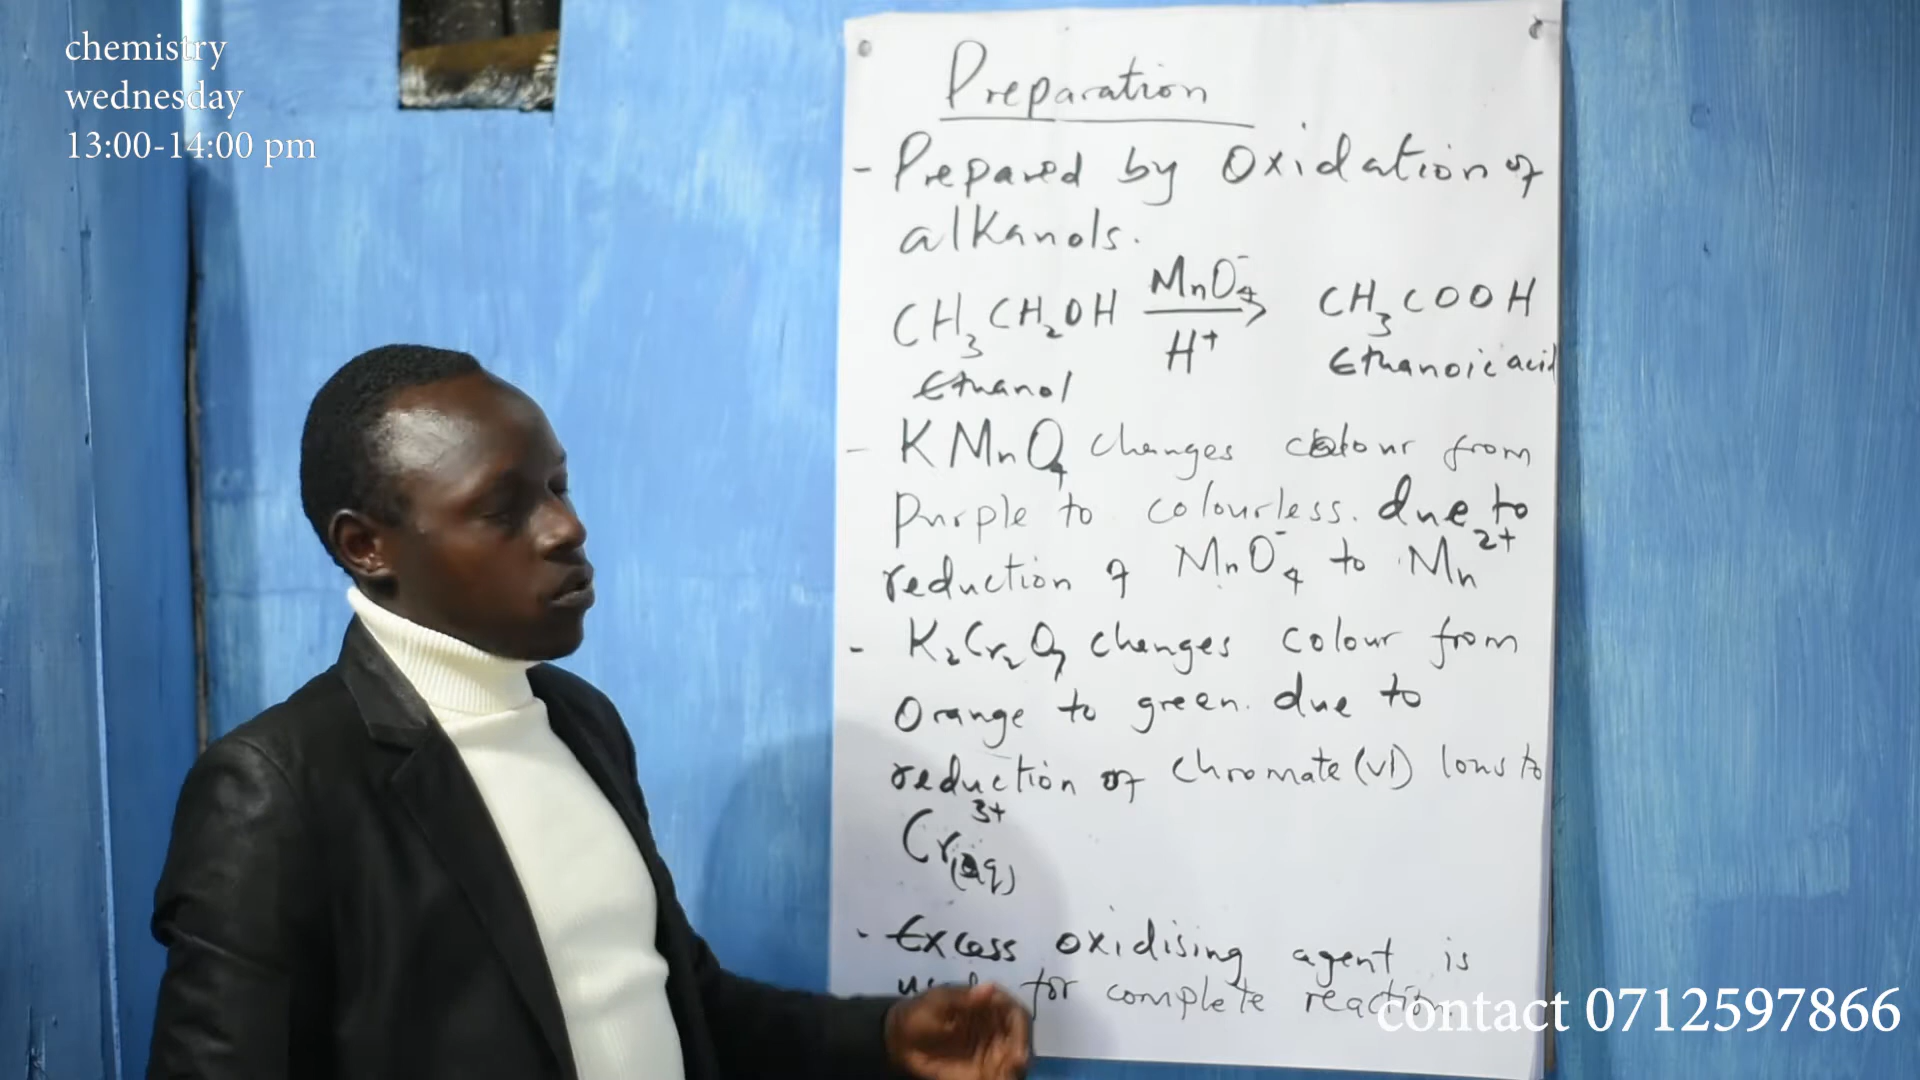 chemistry
wednesday
13:00-14:00 pm
Preparation
- Prepared by Oxidation of
alkanols.
CH₃CH₂OH MnO₄⁻ / H⁺ → CH₃COOH
Ethanol Ethanoic acid
- KMnO₄ changes colour from
purple to colourless. due to
reduction of MnO₄⁻ to Mn²⁺
- K₂Cr₂O₇ changes colour from
Orange to green. due to
reduction of chromate (VI) ions to
Cr³⁺(aq)
- Excess oxidising agent is
for complete reaction
contact 0712597866